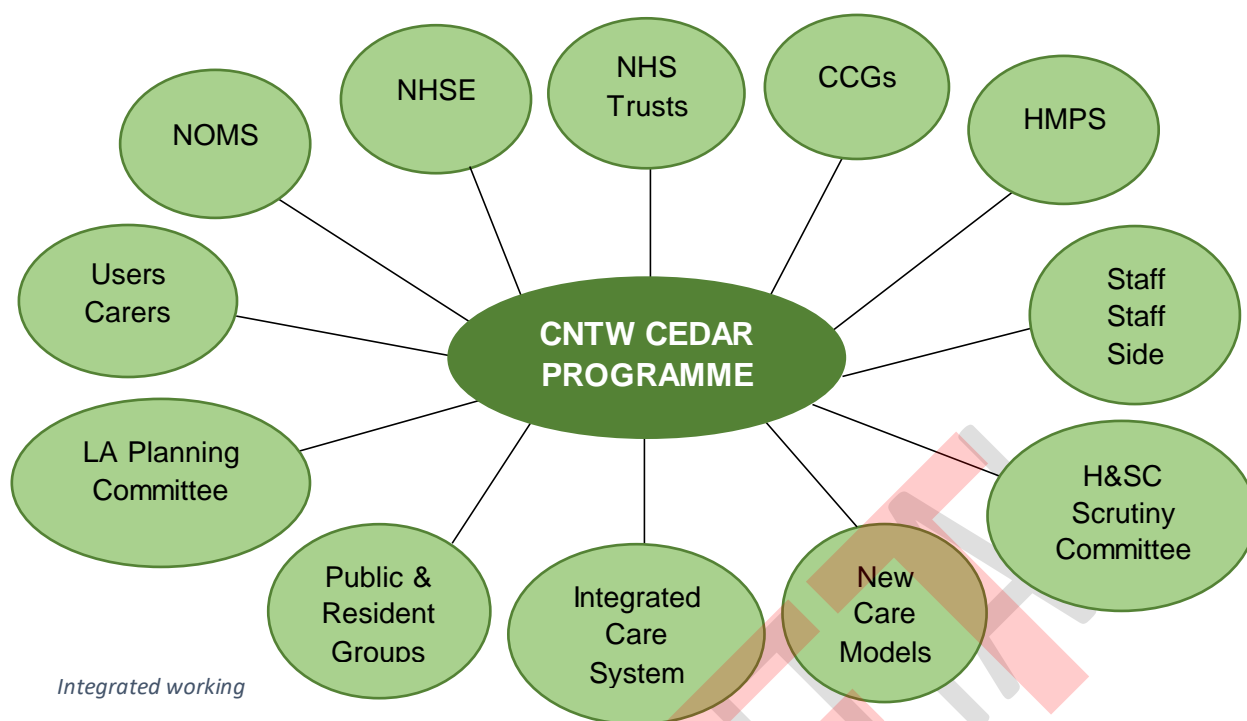 NHS
Trusts
CCGs
NHSE
HMPS
NOMS
Users
Carers
Staff
Staff
Side
CNTW CEDAR
PROGRAMME
LA Planning
Committee
H&SC
Scrutiny
Committee
Public &
Resident
Groups
Integrated
Care
System
New
Care
Models
Integrated working